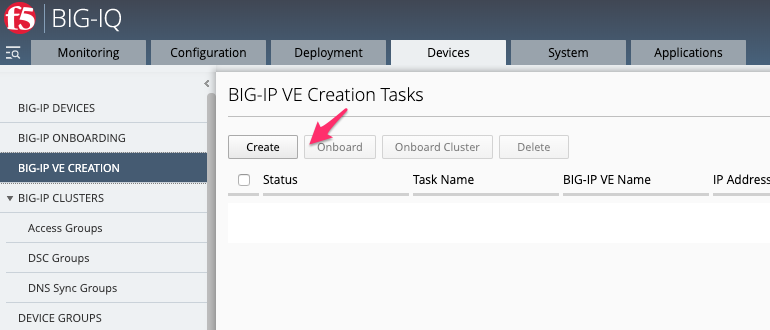 f5 BIG-IQ
Monitoring Configuration Deployment Devices System Applications
BIG-IP DEVICES
BIG-IP ONBOARDING
BIG-IP VE CREATION
BIG-IP CLUSTERS
Access Groups
DSC Groups
DNS Sync Groups
DEVICE GROUPS
BIG-IP VE Creation Tasks
Create Onboard Onboard Cluster Delete
Status Task Name BIG-IP VE Name IP Address